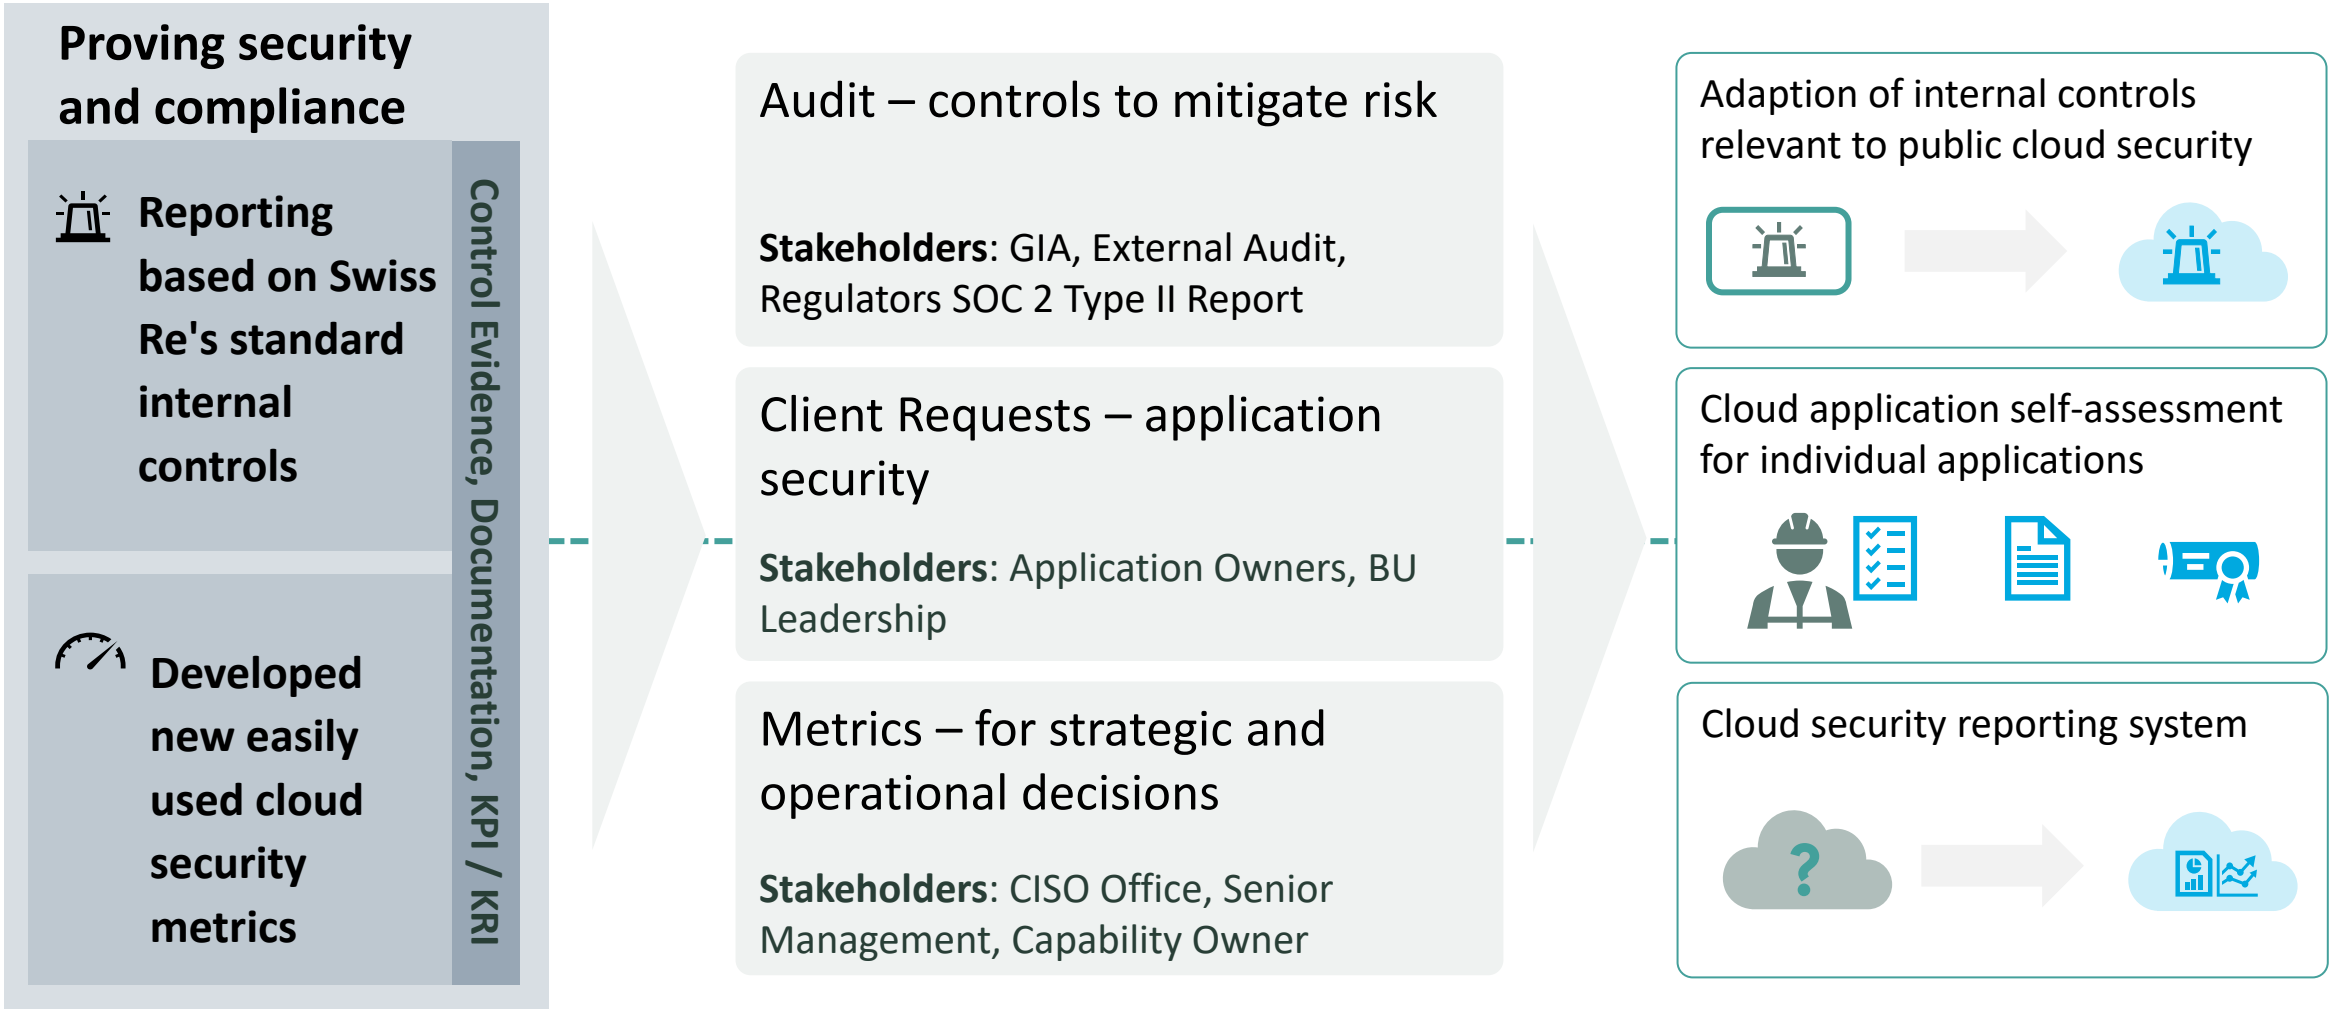 Proving security
and compliance
Reporting
based on Swiss
Re's standard
internal
controls
Developed
new easily
used cloud
security
metrics
Control Evidence, Documentation, KPI / KRI
Audit – controls to mitigate risk
Stakeholders: GIA, External Audit,
Regulators SOC 2 Type II Report
Client Requests – application
security
Stakeholders: Application Owners, BU
Leadership
Metrics – for strategic and
operational decisions
Stakeholders: CISO Office, Senior
Management, Capability Owner
Adaption of internal controls
relevant to public cloud security
Cloud application self-assessment
for individual applications
Cloud security reporting system
?